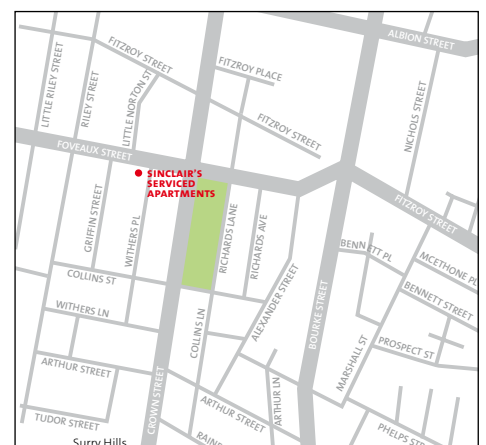 ALBION STREET
FITZROY STREET
FITZROY PLACE
LITTLE RILEY STREET
RILEY STREET
LITTLE NORTON ST
NICHOLS STREET
FITZROY STREET
FOVEAUX STREET
SINCLAIR'S
SERVICED
APARTMENTS
FITZROY STREET
GRIFFIN STREET
WITHERS PL
RICHARDS LANE
RICHARDS AVE
BENNETT PL
MCETHONE PL
COLLINS ST
ALEXANDER STREET
BENNETT STREET
WITHERS LN
COLLINS LN
BOURKE STREET
PROSPECT ST
MARSHALL ST
ARTHUR STREET
CROWN STREET
ARTHUR STREET
ARTHUR LN
TUDOR STREET
PHELPS ST
Surry Hills